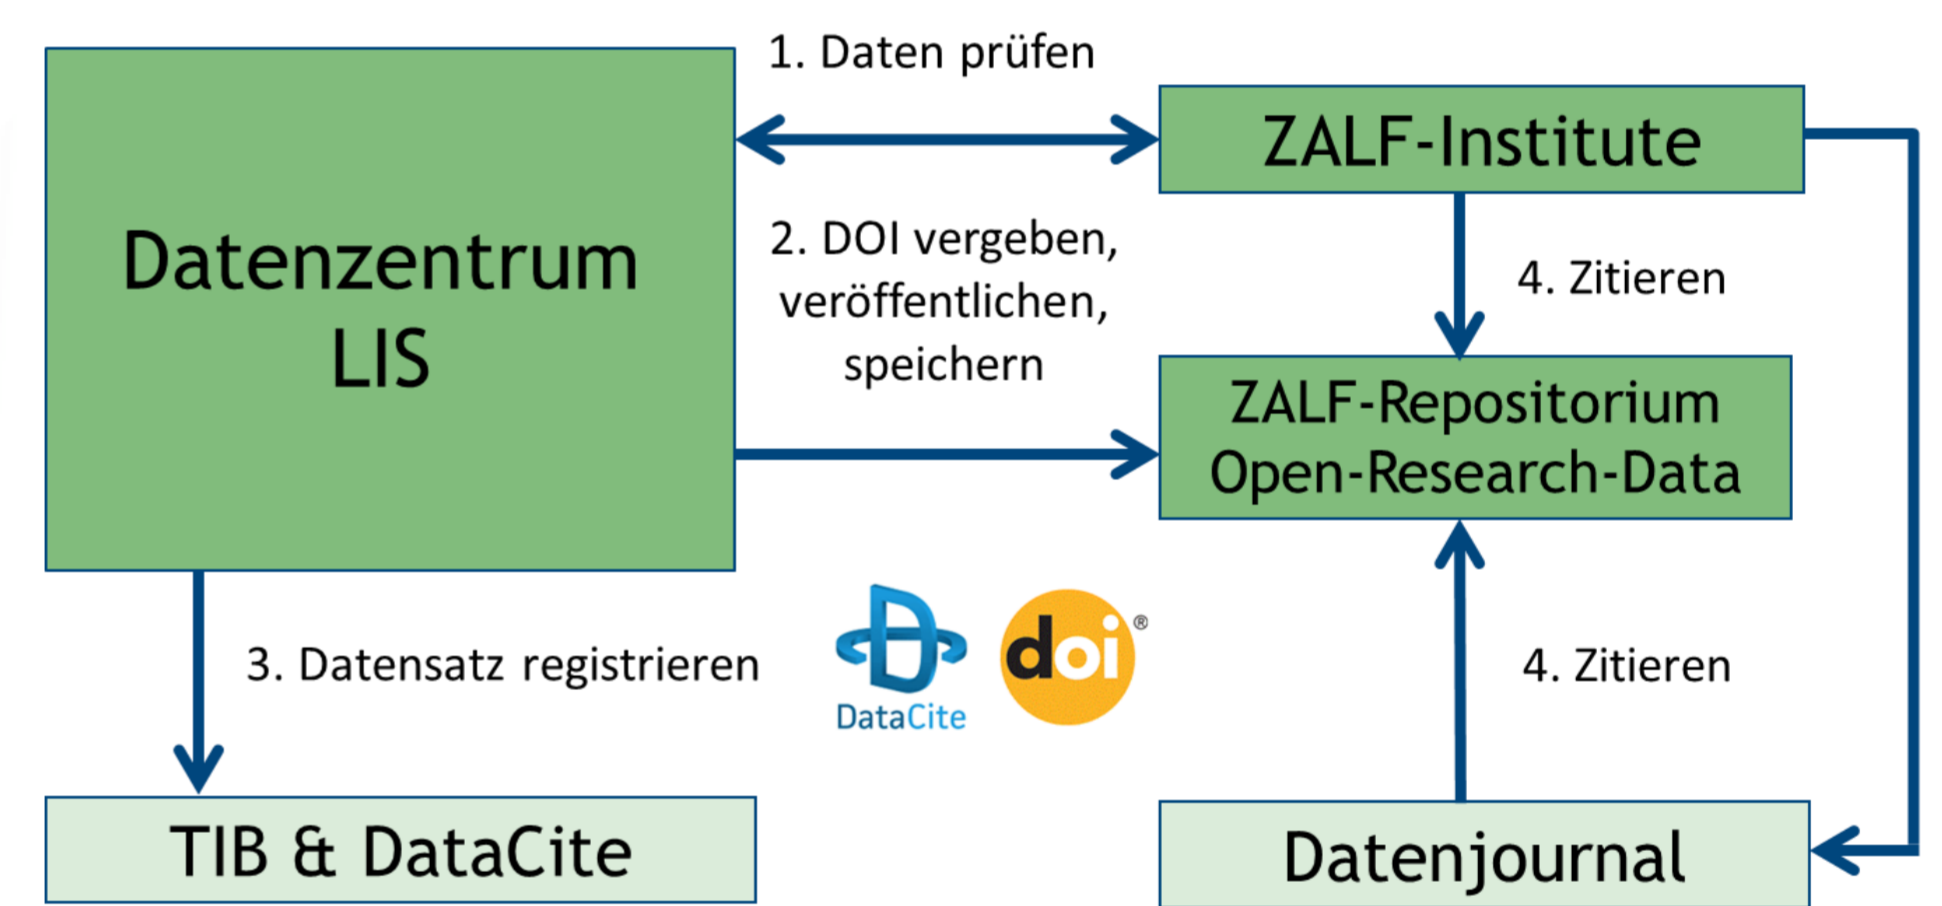 1. Daten prüfen
Datenzentrum
LIS
ZALF-Institute
2. DOI vergeben,
veröffentlichen,
speichern
4. Zitieren
ZALF-Repositorium
Open-Research-Data
3. Datensatz registrieren
DataCite
doi®
4. Zitieren
TIB & DataCite
Datenjournal